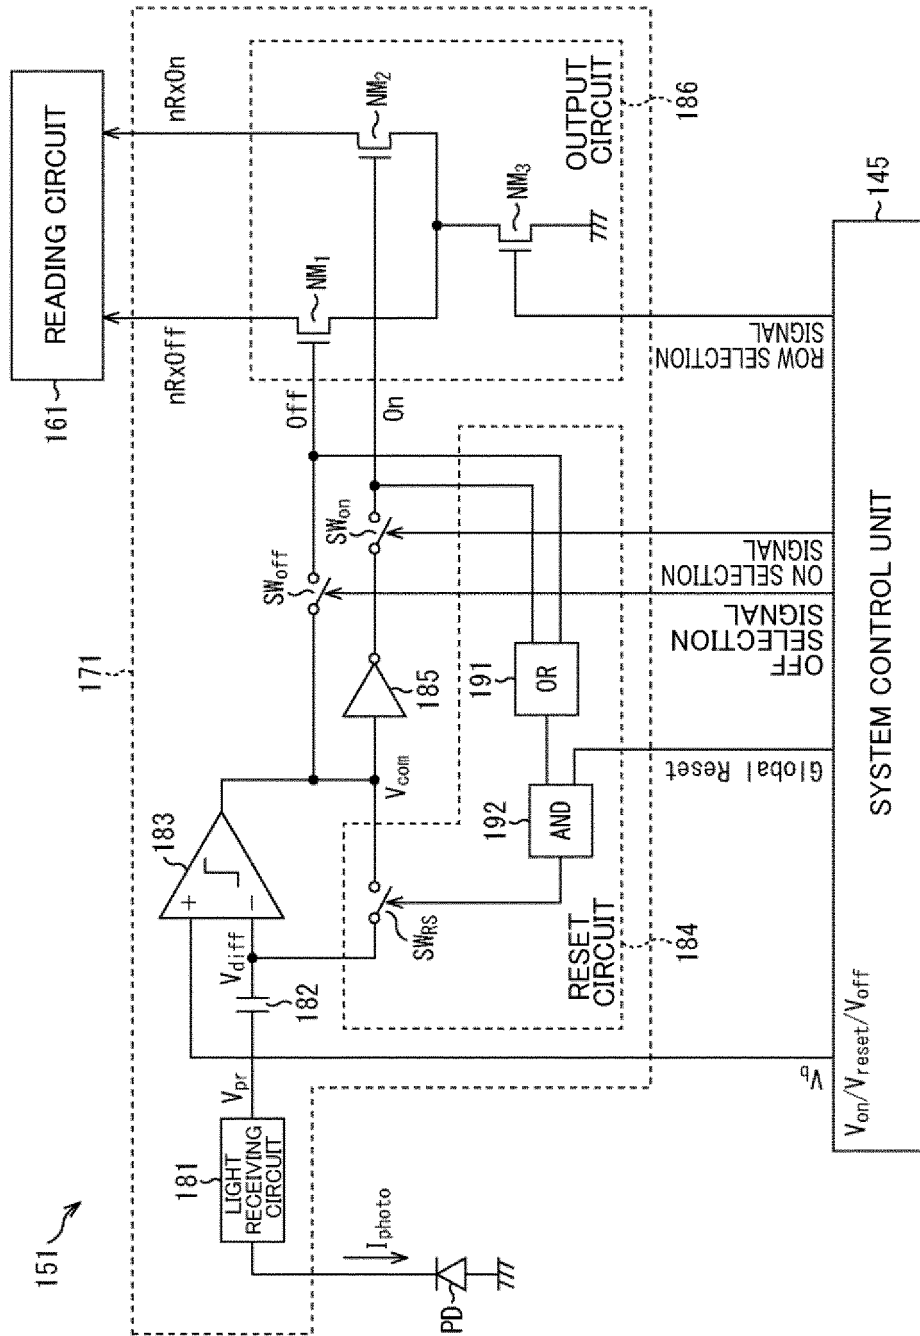 151
171
161
READING CIRCUIT
nRxOff
nRxOn
181
LIGHT
RECEIVING
CIRCUIT
Vpr
182
Vdiff
183
+
−
Vcom
185
SWoff
SWon
Off
On
NM1
NM2
NM3
OUTPUT
CIRCUIT
186
Iphoto
PD
SWRS
RESET
CIRCUIT
184
192
AND
191
OR
Vb
Global Reset
OFF
SELECTION
SIGNAL
ON SELECTION
SIGNAL
ROW SELECTION
SIGNAL
Von/Vreset/Voff
SYSTEM CONTROL UNIT
145